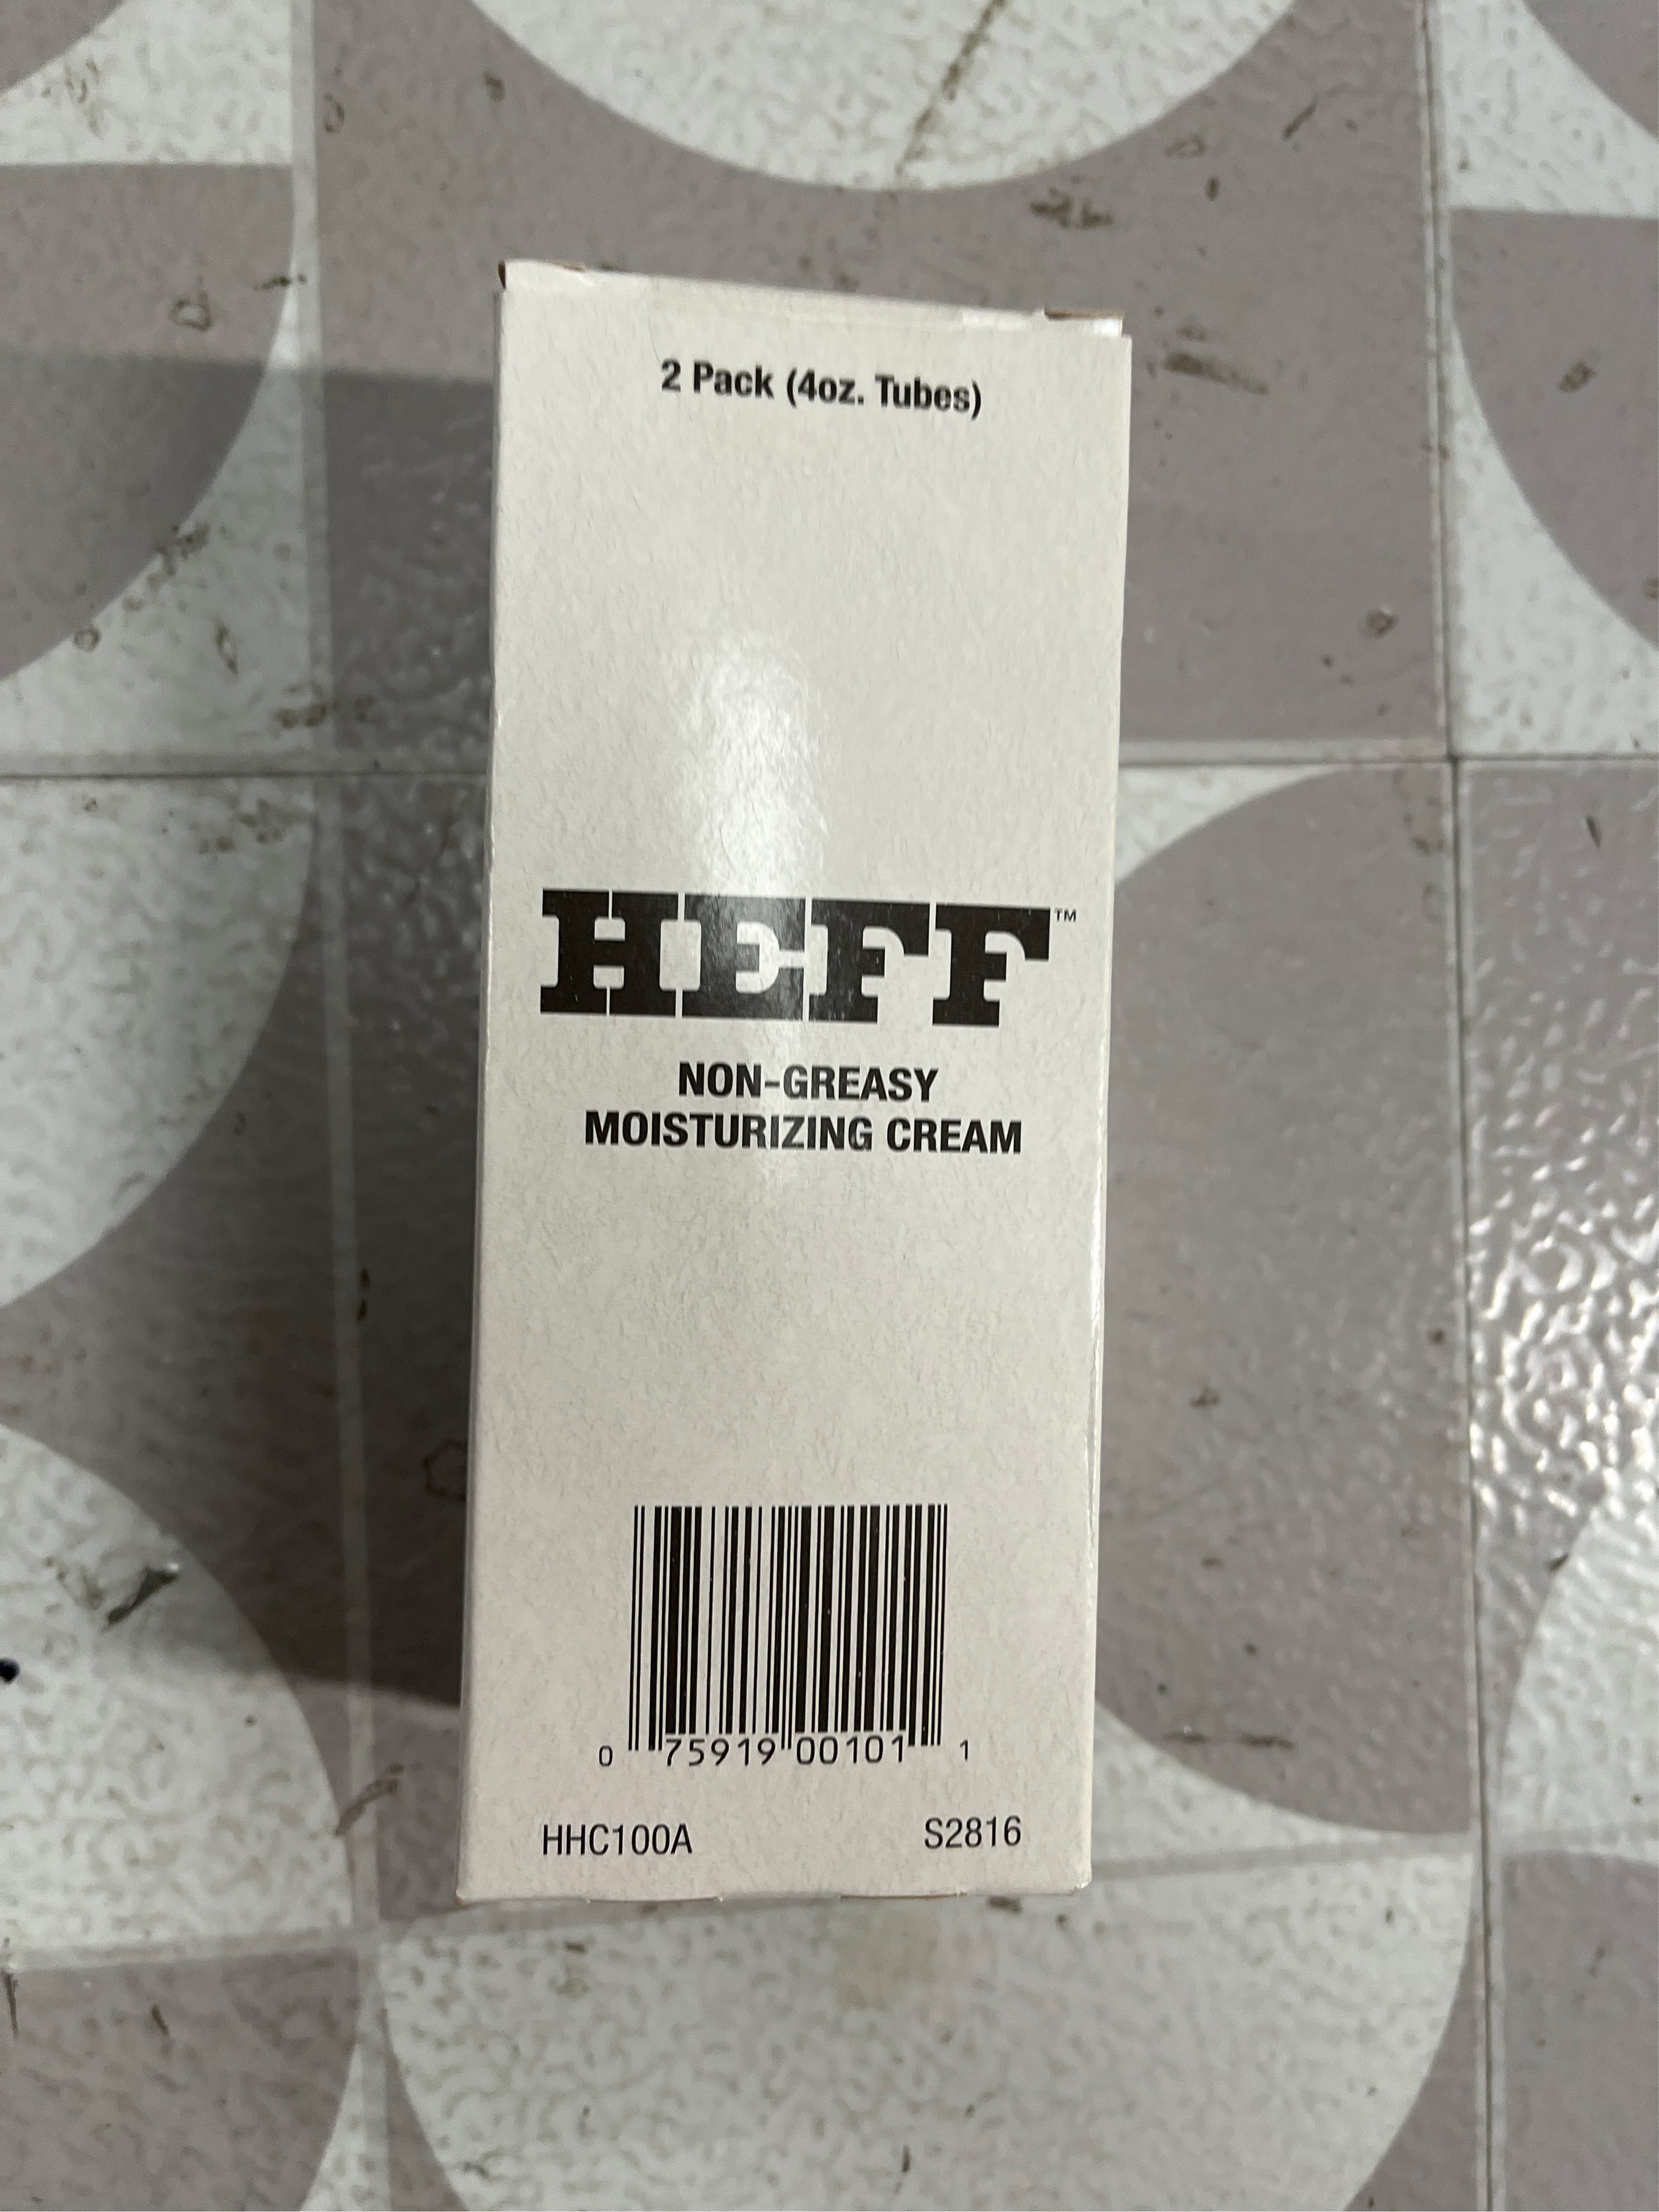 2 Pack (4oz. Tubes)
HEFF™
NON-GREASY
MOISTURIZING CREAM
0 75919 00101 1
HHC100A S2816